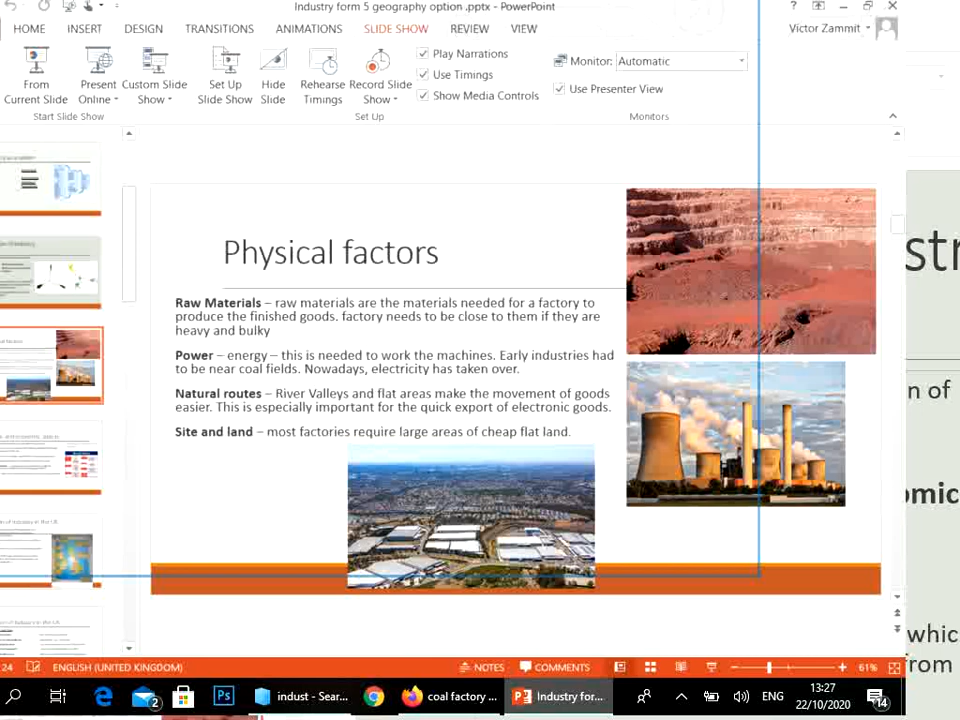 Industry form 5 geography option .pptx - PowerPoint
HOME INSERT DESIGN TRANSITIONS ANIMATIONS SLIDE SHOW REVIEW VIEW
Victor Zammit
From Current Slide
Present Online
Custom Slide Show
Set Up Slide Show
Hide Slide
Rehearse Timings
Record Slide Show
Play Narrations
Use Timings
Show Media Controls
Monitor: Automatic
Use Presenter View
Start Slide Show
Set Up
Monitors
Physical factors
Raw Materials – raw materials are the materials needed for a factory to
produce the finished goods. factory needs to be close to them if they are
heavy and bulky
Power – energy – this is needed to work the machines. Early industries had
to be near coal fields. Nowadays, electricity has taken over.
Natural routes – River Valleys and flat areas make the movement of goods
easier. This is especially important for the quick export of electronic goods.
Site and land – most factories require large areas of cheap flat land.
str
n of
omic
whic
from
24 ENGLISH (UNITED KINGDOM) NOTES COMMENTS 61%
2 Ps indust - Sear... coal factory ... Industry for... ENG
13:27
22/10/2020
14